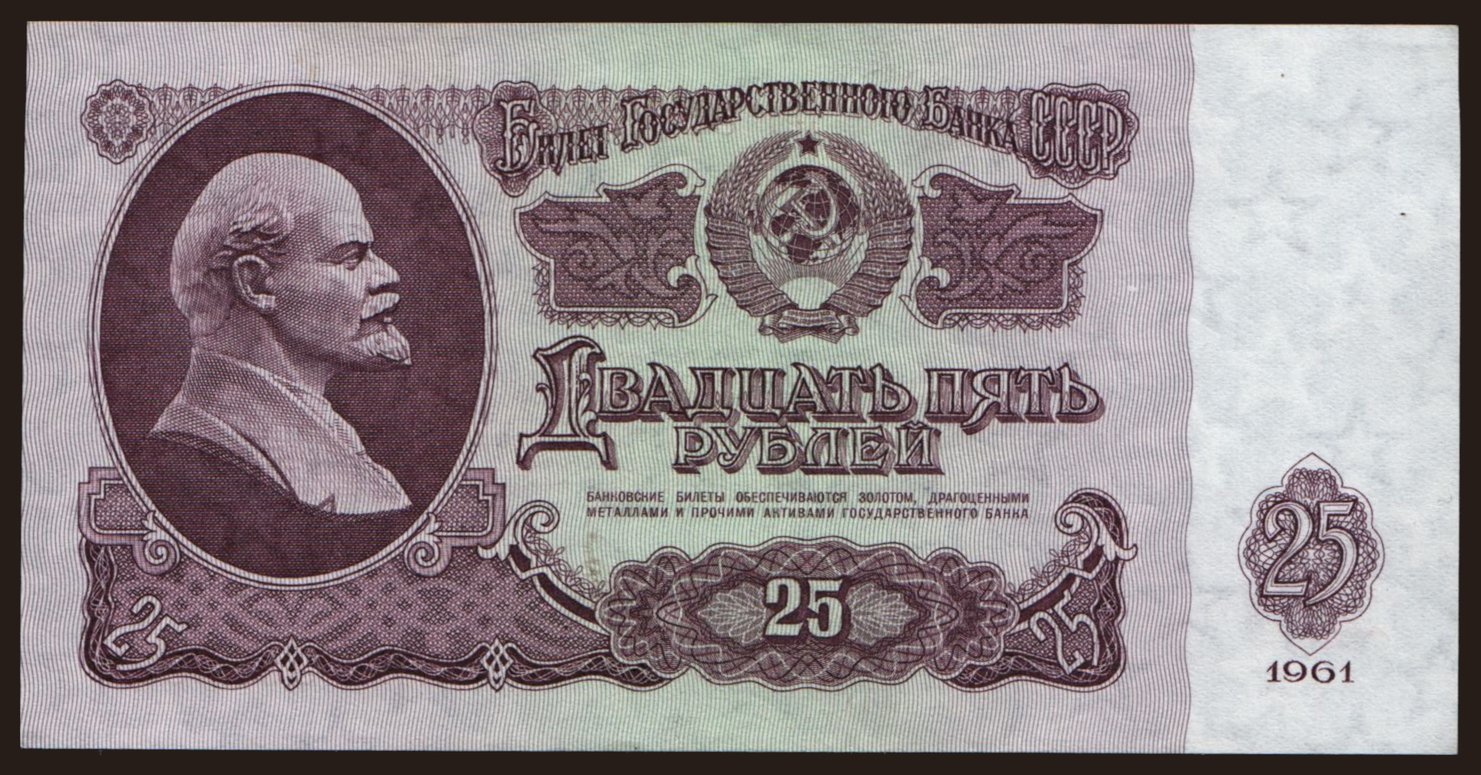 Билет Государственного Банка СССР
Двадцать пять
рублей
БАНКОВСКИЕ БИЛЕТЫ ОБЕСПЕЧИВАЮТСЯ ЗОЛОТОМ, ДРАГОЦЕННЫМИ
МЕТАЛЛАМИ И ПРОЧИМИ АКТИВАМИ ГОСУДАРСТВЕННОГО БАНКА
25
25
25
25
1961